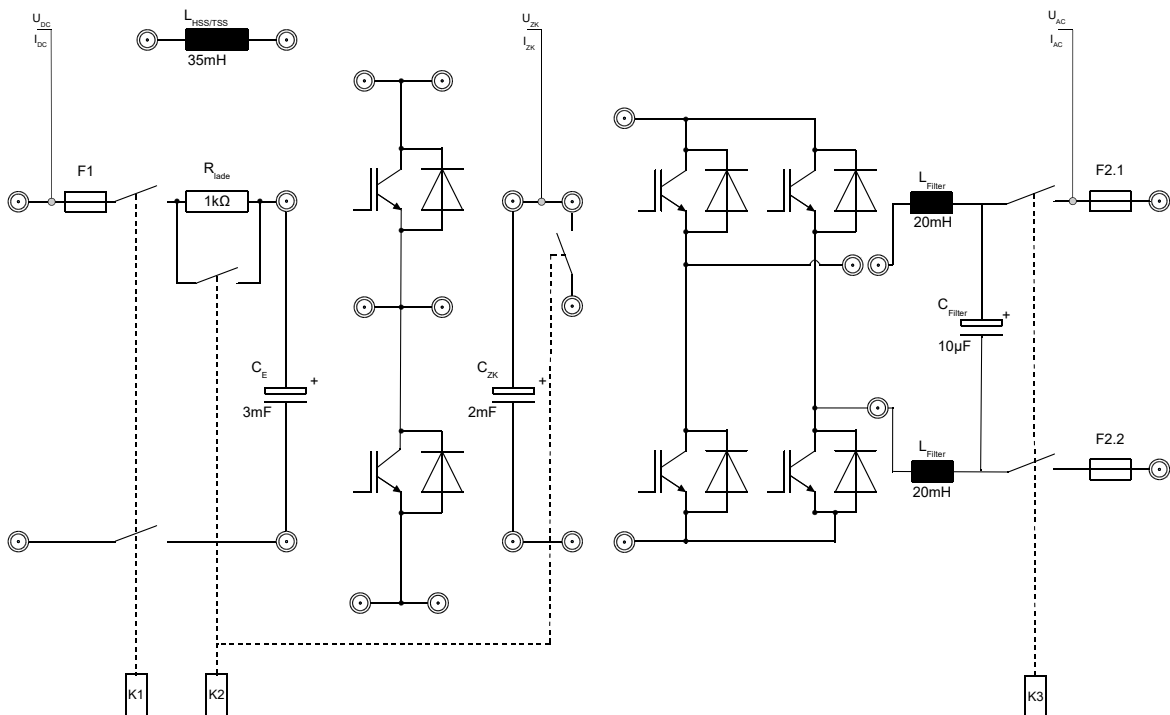 U_DC
I_DC
L_HSS/TSS
35mH
U_ZK
I_ZK
U_AC
I_AC
F1
R_lade
1kΩ
L_Filter
20mH
F2.1
C_E
+
3mF
C_ZK
+
2mF
C_Filter
+
10µF
L_Filter
20mH
F2.2
K1
K2
K3